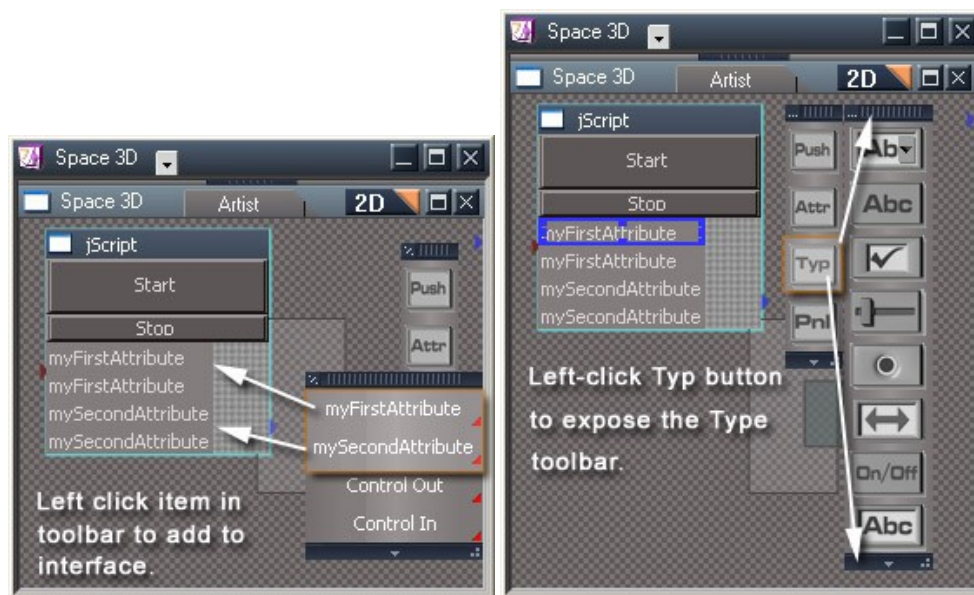 Space 3D
Space 3D
Artist
2D
jScript
Start
Stop
myFirstAttribute
myFirstAttribute
mySecondAttribute
mySecondAttribute
Push
Attr
myFirstAttribute
mySecondAttribute
Control Out
Control In
Left click item in
toolbar to add to
interface.
Space 3D
Space 3D
Artist
2D
jScript
Start
Stop
myFirstAttribute
myFirstAttribute
mySecondAttribute
mySecondAttribute
Push
Attr
Typ
Pnl
Ab
Abc
On/Off
Abc
Left-click Typ button
to expose the Type
toolbar.